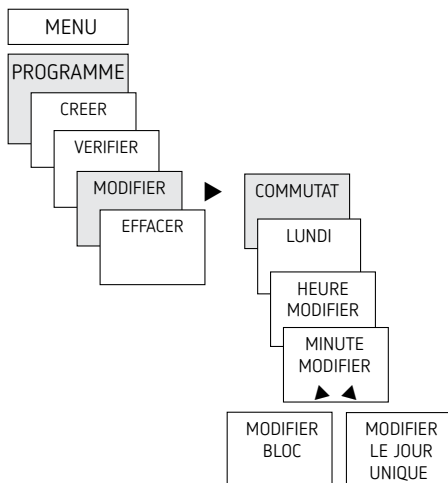 MENU
PROGRAMME
CREER
VERIFIER
MODIFIER
EFFACER
COMMUTAT
LUNDI
HEURE
MODIFIER
MINUTE
MODIFIER
MODIFIER
BLOC
MODIFIER
LE JOUR
UNIQUE